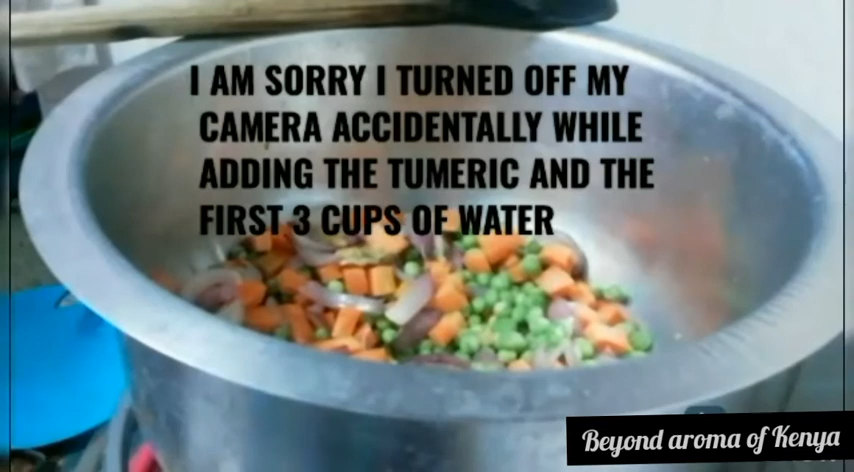 I AM SORRY I TURNED OFF MY
CAMERA ACCIDENTALLY WHILE
ADDING THE TUMERIC AND THE
FIRST 3 CUPS OF WATER
Beyond aroma of Kenya